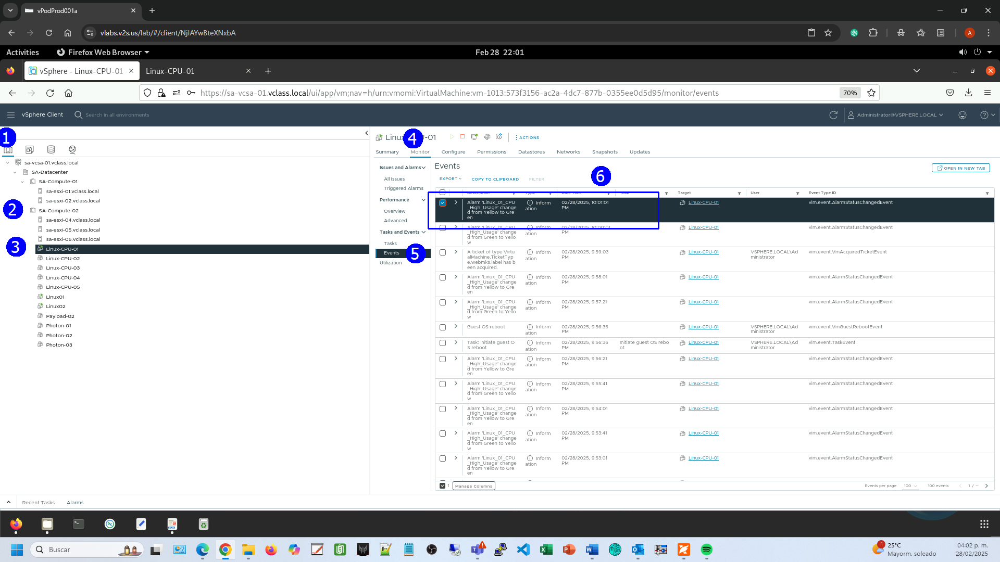 vPodProd001a
vlabs.v2s.us/lab/#/client/NjIAYwBteXNxbA
A
Activities
Firefox Web Browser
Feb 28 22:01
vSphere - Linux-CPU-01
Linux-CPU-01
https://sa-vcsa-01.vclass.local/ui/app/vm;nav=h/urn:vmomi:VirtualMachine:vm-1013:573f3156-ac2a-4dc7-877b-0355ee0d5d95/monitor/events
70%
vSphere Client
Search in all environments
Administrator@VSPHERE.LOCAL
1
sa-vcsa-01.vclass.local
SA-Datacenter
SA-Compute-01
sa-esxi-01.vclass.local
sa-esxi-02.vclass.local
2
SA-Compute-02
sa-esxi-04.vclass.local
sa-esxi-05.vclass.local
sa-esxi-06.vclass.local
3
Linux-CPU-01
Linux-CPU-02
Linux-CPU-03
Linux-CPU-04
Linux-CPU-05
Linux01
Linux02
Payload-02
Photon-01
Photon-02
Photon-03
4
ACTIONS
Summary
Monitor
Configure
Permissions
Datastores
Networks
Snapshots
Updates
Issues and Alarms
All Issues
Triggered Alarms
Performance
Overview
Advanced
Tasks and Events
Tasks
Events
5
Utilization
Events
6
OPEN IN NEW TAB
EXPORT
COPY TO CLIPBOARD
FILTER
Target
User
Event Type ID
Alarm 'Linux_01_CPU
_High_Usage' change
d from Yellow to Gre
en
Inform
ation
02/28/2025, 10:01:01
PM
Linux-CPU-01
vim.event.AlarmStatusChangedEvent
Alarm 'Linux_01_CPU
_High_Usage' change
d from Green to Yello
w
Inform
ation
02/28/2025, 10:00:01
PM
Linux-CPU-01
vim.event.AlarmStatusChangedEvent
A ticket of type Virtu
alMachine.TicketTyp
e.webmks.label has b
een acquired.
Inform
ation
02/28/2025, 9:59:03
PM
Linux-CPU-01
VSPHERE.LOCAL\Ad
ministrator
vim.event.VmAcquiredTicketEvent
Alarm 'Linux_01_CPU
_High_Usage' change
d from Yellow to Gre
en
Inform
ation
02/28/2025, 9:58:01
PM
Linux-CPU-01
vim.event.AlarmStatusChangedEvent
Alarm 'Linux_01_CPU
_High_Usage' change
d from Green to Yello
w
Inform
ation
02/28/2025, 9:57:21
PM
Linux-CPU-01
vim.event.AlarmStatusChangedEvent
Guest OS reboot
Inform
ation
02/28/2025, 9:56:36
PM
Linux-CPU-01
VSPHERE.LOCAL\Ad
ministrator
vim.event.VmGuestRebootEvent
Task: Initiate guest O
S reboot
Inform
ation
02/28/2025, 9:56:36
PM
Initiate guest OS rebo
ot
Linux-CPU-01
VSPHERE.LOCAL\Ad
ministrator
vim.event.TaskEvent
Alarm 'Linux_01_CPU
_High_Usage' change
d from Yellow to Gre
en
Inform
ation
02/28/2025, 9:56:21
PM
Linux-CPU-01
vim.event.AlarmStatusChangedEvent
Alarm 'Linux_01_CPU
_High_Usage' change
d from Green to Yello
w
Inform
ation
02/28/2025, 9:55:41
PM
Linux-CPU-01
vim.event.AlarmStatusChangedEvent
Alarm 'Linux_01_CPU
_High_Usage' change
d from Yellow to Gre
en
Inform
ation
02/28/2025, 9:54:01
PM
Linux-CPU-01
vim.event.AlarmStatusChangedEvent
Alarm 'Linux_01_CPU
_High_Usage' change
d from Green to Yello
w
Inform
ation
02/28/2025, 9:53:41
PM
Linux-CPU-01
vim.event.AlarmStatusChangedEvent
Alarm 'Linux_01_CPU
_High_Usage' change
d from Yellow to Gre
en
Inform
ation
02/28/2025, 9:53:01
PM
Linux-CPU-01
vim.event.AlarmStatusChangedEvent
1
Manage Columns
Events per page
100
100 events
1 / --
Recent Tasks
Alarms
Buscar
1
25°C
Mayorm. soleado
04:02 p. m.
28/02/2025